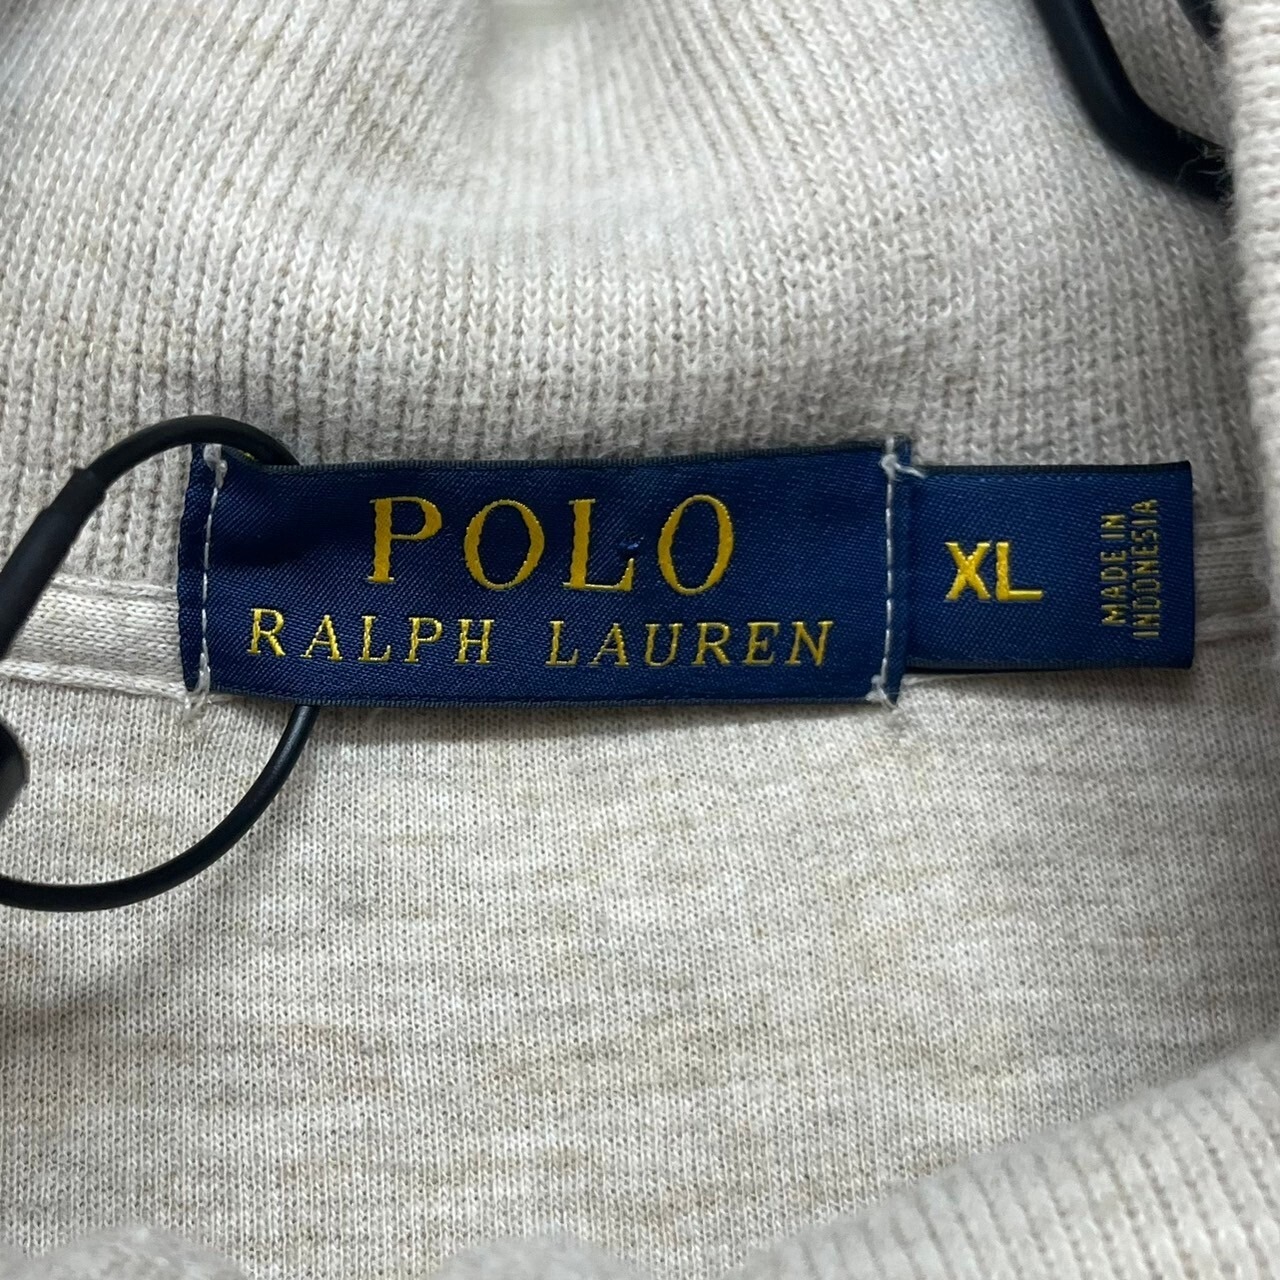 POLO
RALPH LAUREN
XL
MADE IN
INDONESIA